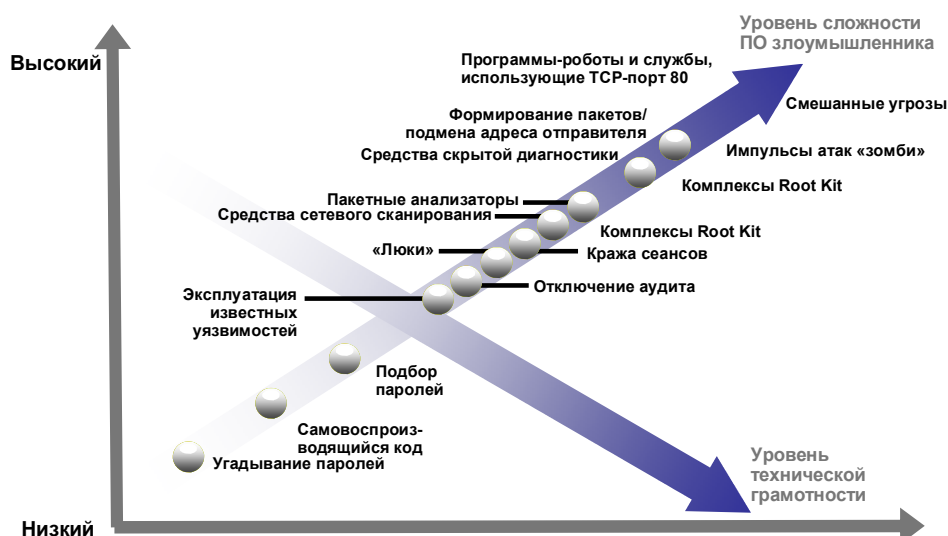 Уровень сложности
ПО злоумышленника
Высокий
Программы-роботы и службы,
использующие TCP-порт 80
Смешанные угрозы
Формирование пакетов/
подмена адреса отправителя
Средства скрытой диагностики
Импульсы атак «зомби»
Комплексы Root Kit
Пакетные анализаторы
Средства сетевого сканирования
Комплексы Root Kit
«Люки»
Кража сеансов
Отключение аудита
Эксплуатация
известных
уязвимостей
Подбор
паролей
Самовоспроиз-
водящийся код
Угадывание паролей
Уровень
технической
грамотности
Низкий